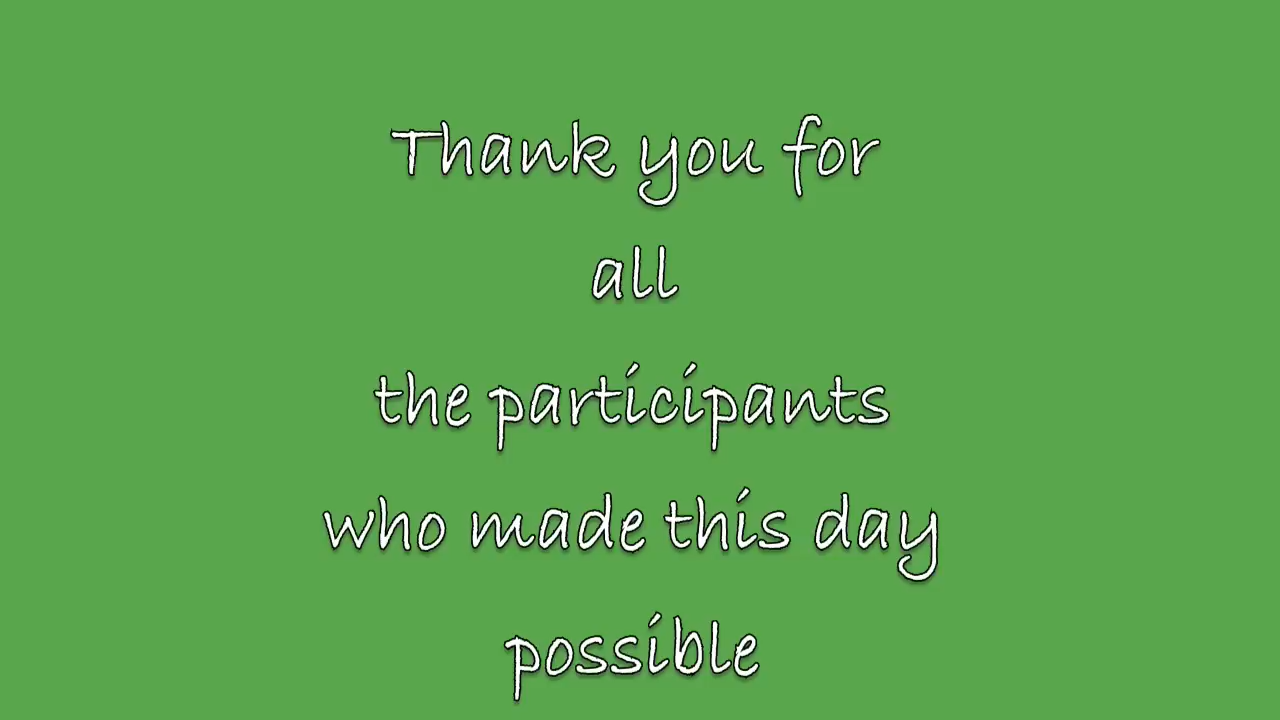 Thank you for
all
the participants
who made this day
possible